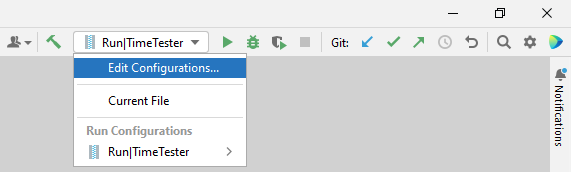 Run|TimeTester
Git:
Edit Configurations...
Current File
Run Configurations
Run|TimeTester
Notifications